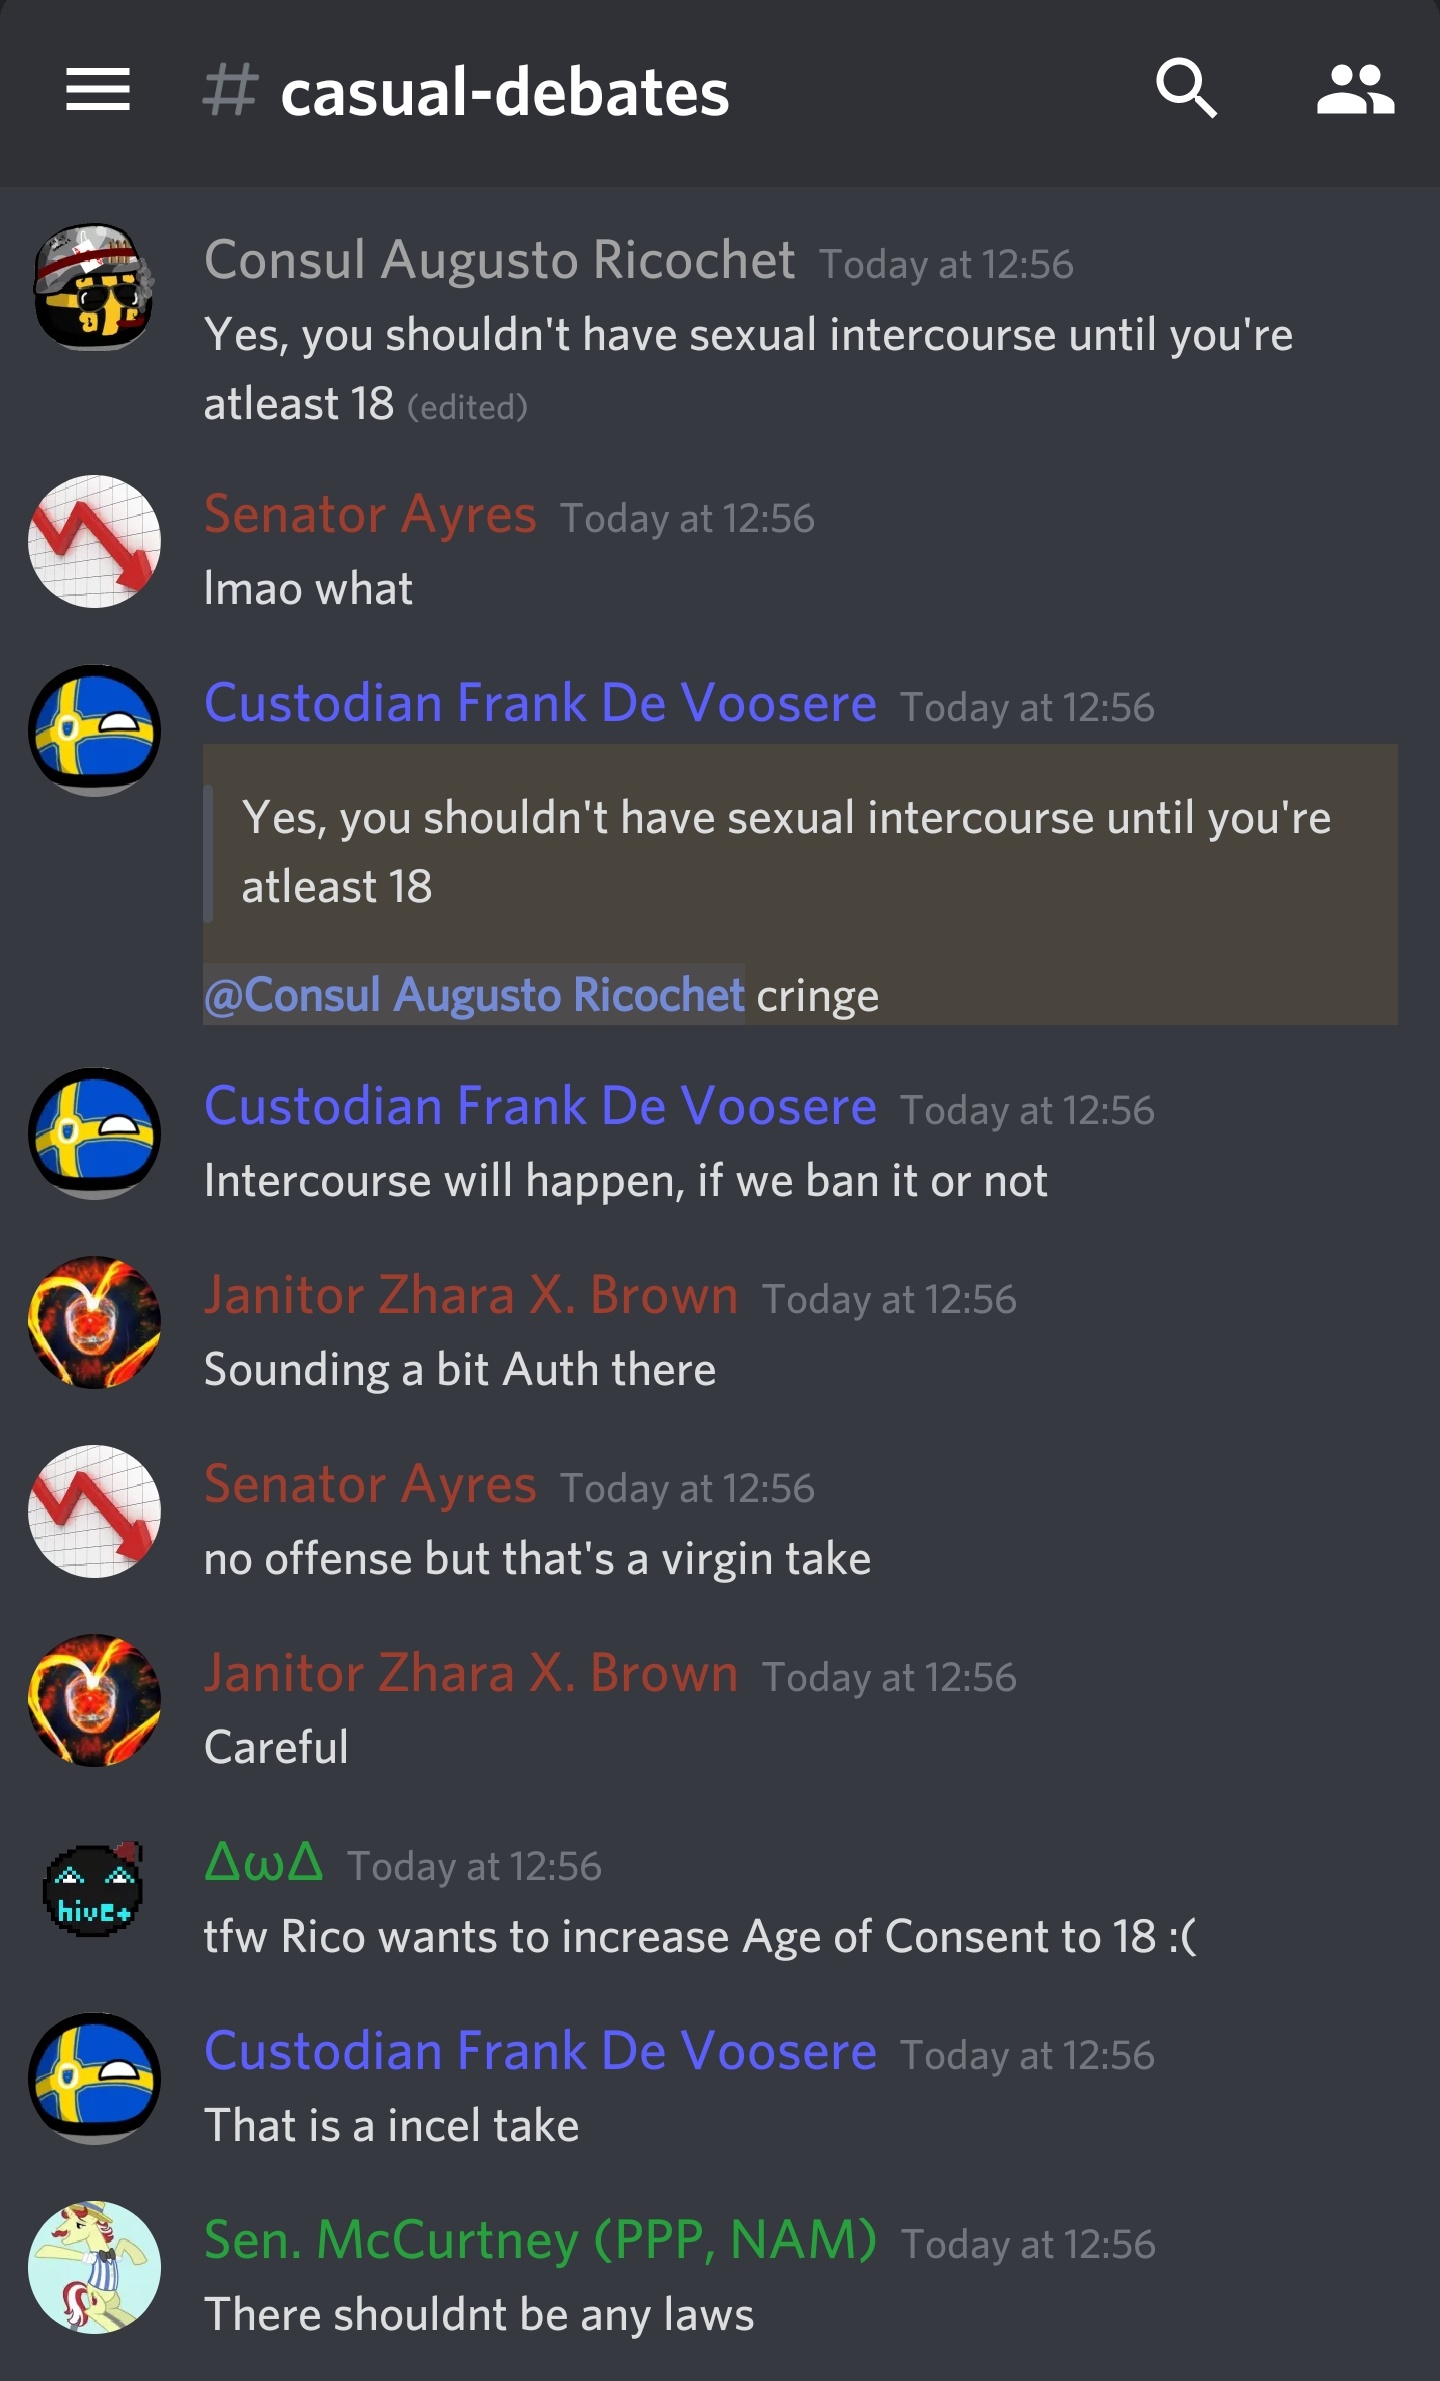 # casual-debates
Consul Augusto Ricochet Today at 12:56
Yes, you shouldn't have sexual intercourse until you're
atleast 18 (edited)
Senator Ayres Today at 12:56
lmao what
Custodian Frank De Voosere Today at 12:56
Yes, you shouldn't have sexual intercourse until you're
atleast 18
@Consul Augusto Ricochet cringe
Custodian Frank De Voosere Today at 12:56
Intercourse will happen, if we ban it or not
Janitor Zhara X. Brown Today at 12:56
Sounding a bit Auth there
Senator Ayres Today at 12:56
no offense but that's a virgin take
Janitor Zhara X. Brown Today at 12:56
Careful
ΔωΔ Today at 12:56
hive+
tfw Rico wants to increase Age of Consent to 18 :(
Custodian Frank De Voosere Today at 12:56
That is a incel take
Sen. McCurtney (PPP, NAM) Today at 12:56
There shouldnt be any laws